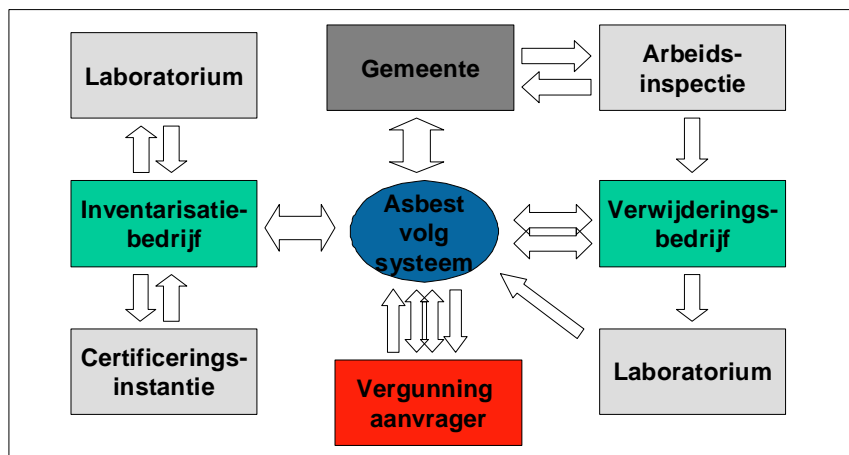 Laboratorium
Gemeente
Arbeids-
inspectie
Inventarisatie-
bedrijf
Asbest
volg
systeem
Verwijderings-
bedrijf
Certificerings-
instantie
Vergunning
aanvrager
Laboratorium